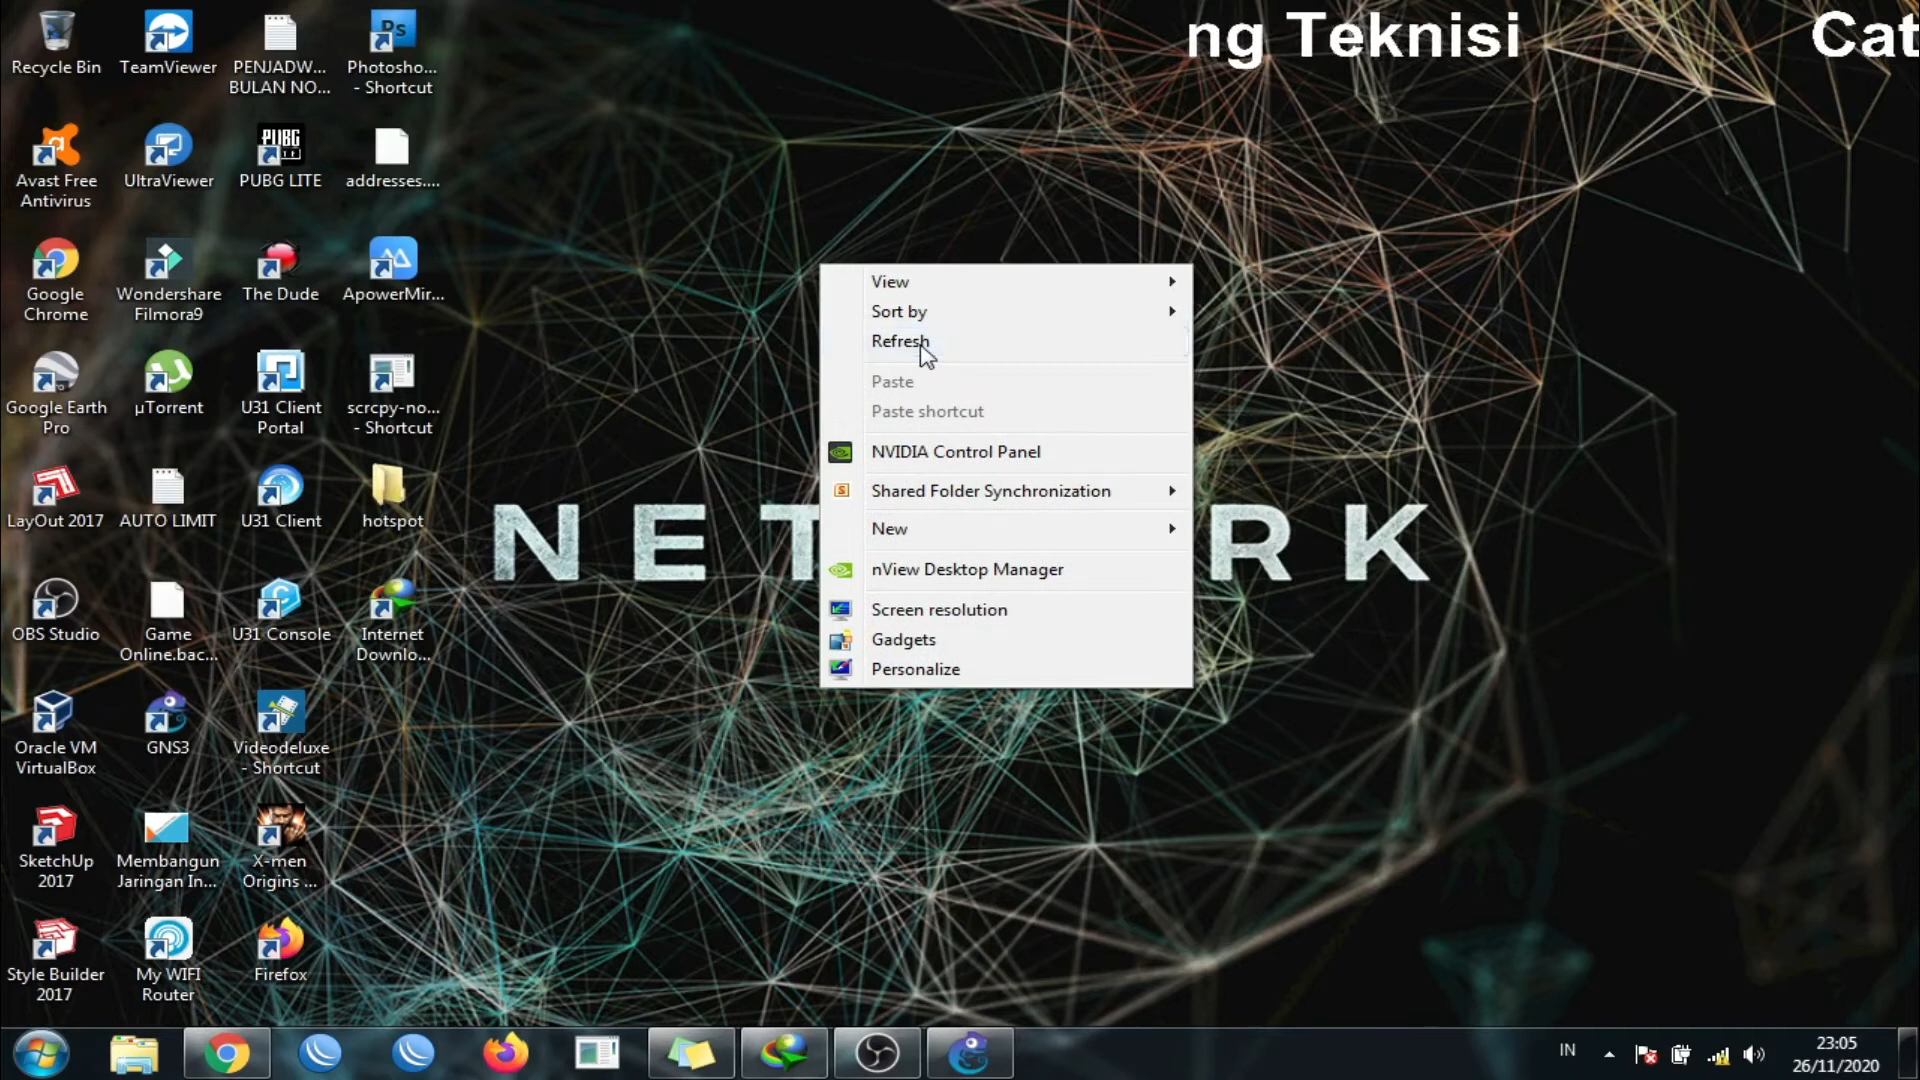 ng Teknisi
Cat
Recycle Bin
TeamViewer
PENJADW...
BULAN NO...
Photosho...
- Shortcut
Avast Free
Antivirus
UltraViewer
PUBG LITE
addresses....
Google
Chrome
Wondershare
Filmora9
The Dude
ApowerMir...
Google Earth
Pro
µTorrent
U31 Client
Portal
scrcpy-no...
- Shortcut
LayOut 2017
AUTO LIMIT
U31 Client
hotspot
OBS Studio
Game
Online.bac...
U31 Console
Internet
Downlo...
Oracle VM
VirtualBox
GNS3
Videodeluxe
- Shortcut
SketchUp
2017
Membangun
Jaringan In...
X-men
Origins ...
Style Builder
2017
My WIFI
Router
Firefox
View
Sort by
Refresh
Paste
Paste shortcut
NVIDIA Control Panel
Shared Folder Synchronization
New
nView Desktop Manager
Screen resolution
Gadgets
Personalize
NET RK
IN
23:05
26/11/2020